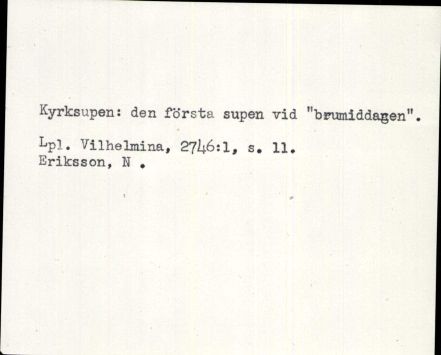 Kyrksupen: den första supen vid "brumiddagen".
Lpl. Vilhelmina, 2746:1, s. 11.
Eriksson, N .